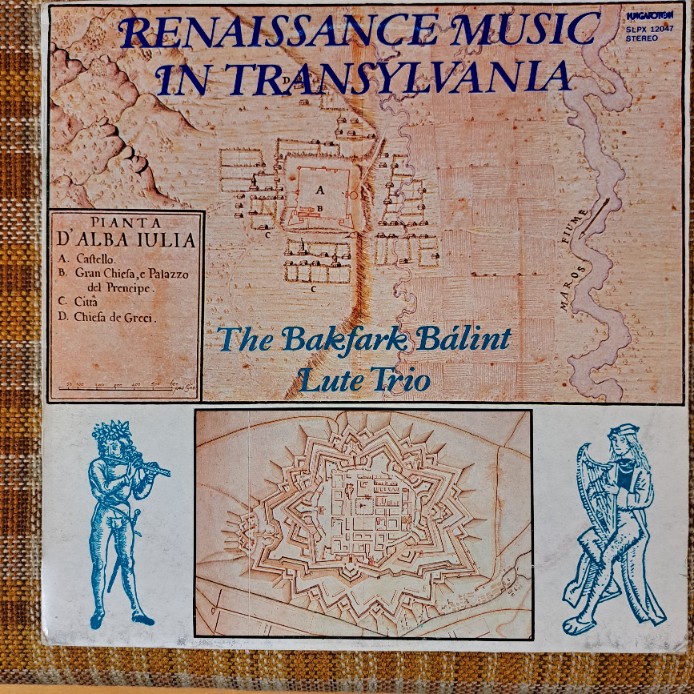 RENAISSANCE MUSIC
IN TRANSYLVANIA
HUNGAROTON
SLPX 12047
STEREO
D
A
B
C
C
MAROS FIUME
PIANTA
D'ALBA IULIA
A. Castello.
B. Gran Chiesa, e Palazzo
del Prencipe.
C. Città
D. Chiesa de Greci.
The Bakfark Bálint
Lute Trio